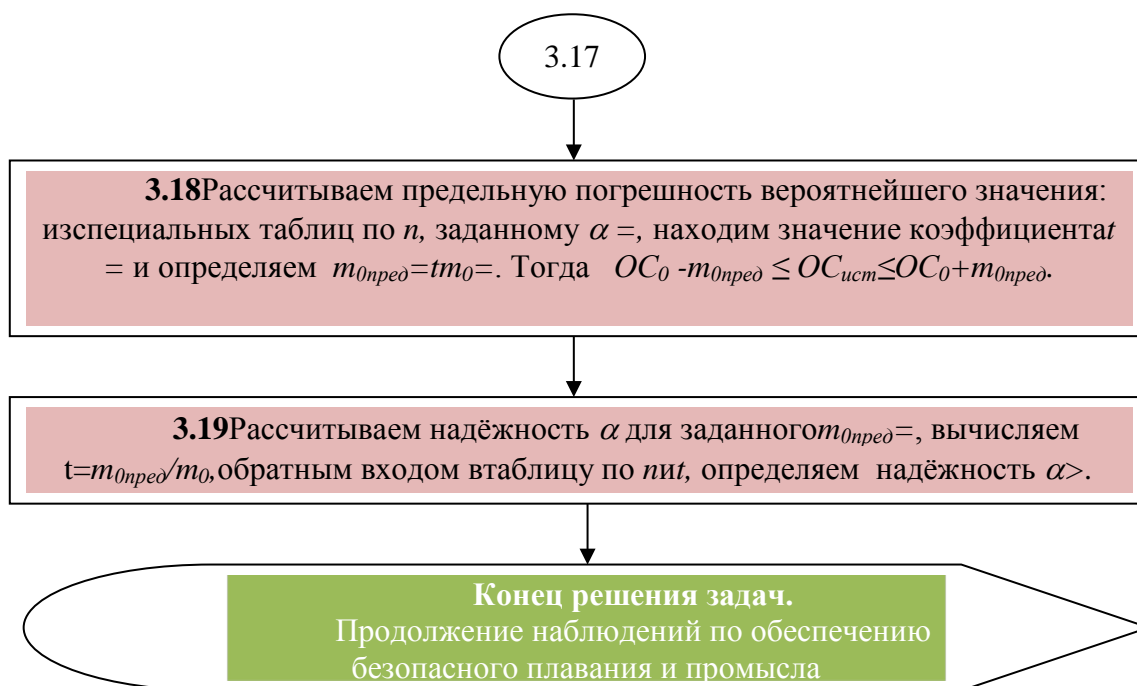 3.17
3.18Рассчитываем предельную погрешность вероятнейшего значения:
изспециальных таблиц по n, заданному α =, находим значение коэффициентаt
= и определяем m₀пред=tm₀=. Тогда OC₀ -m₀пред ≤ OCист≤OC₀+m₀пред.
3.19Рассчитываем надёжность α для заданногоm₀пред=, вычисляем
t=m₀пред/m₀,обратным входом втаблицу по nиt, определяем надёжность α>.
Конец решения задач.
Продолжение наблюдений по обеспечению
безопасного плавания и промысла